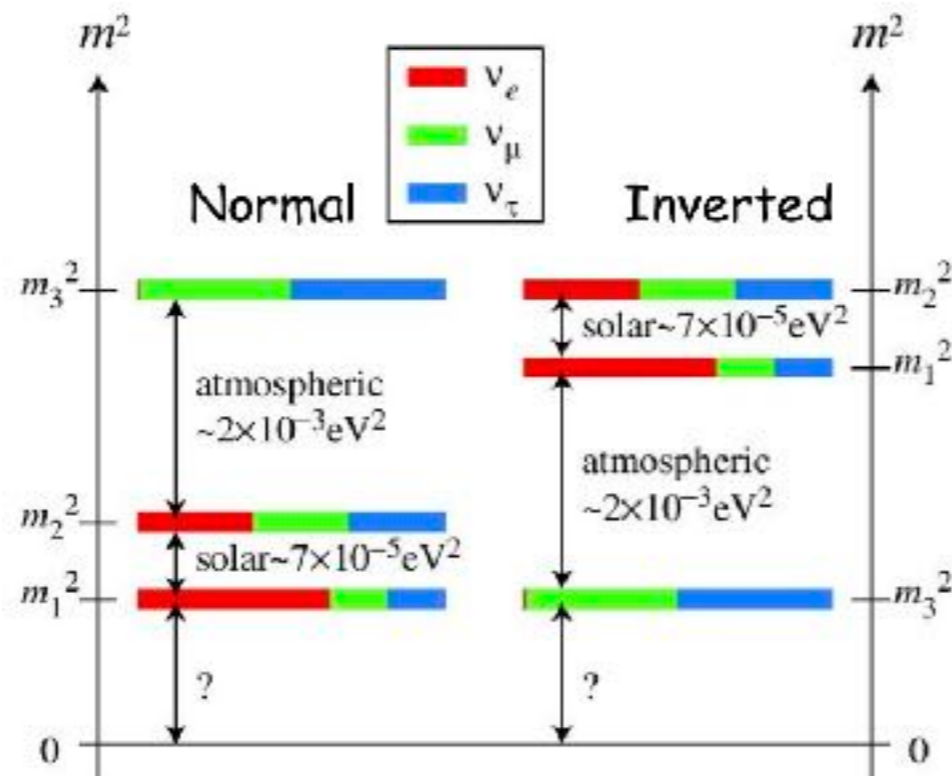 m²
m²
νe
νμ
ντ
Normal
Inverted
m₃²
m₂²
solar~7×10⁻⁵eV²
m₁²
atmospheric
~2×10⁻³eV²
atmospheric
~2×10⁻³eV²
m₂²
solar~7×10⁻⁵eV²
m₁²
m₃²
?
?
0
0